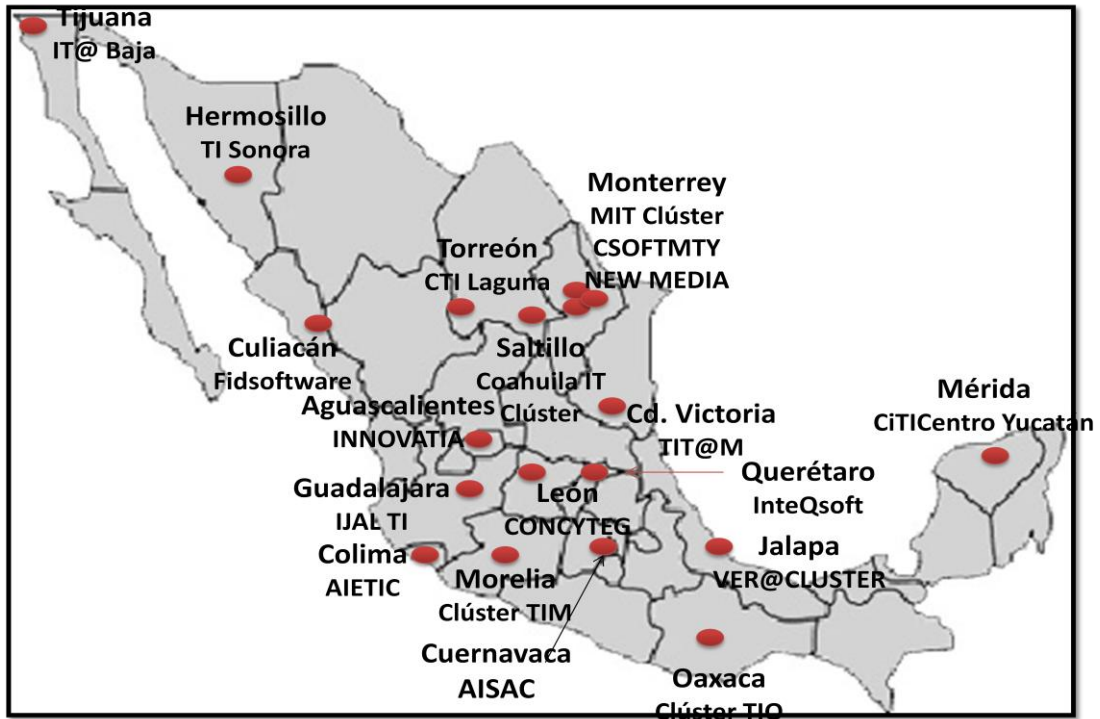 Tijuana
IT@ Baja
Hermosillo
TI Sonora
Monterrey
MIT Clúster
CSOFTMTY
NEW MEDIA
Torreón
CTI Laguna
Culiacán
Fidsoftware
Saltillo
Coahuila IT
Clúster
Aguascalientes
INNOVATIA
Cd. Victoria
TIT@M
Mérida
CiTICentro Yucatan
Querétaro
InteQsoft
Guadalajara
IJAL TI
León
CONCYTEG
Colima
AIETIC
Morelia
Clúster TIM
Jalapa
VER@CLUSTER
Cuernavaca
AISAC
Oaxaca
Clúster TIO